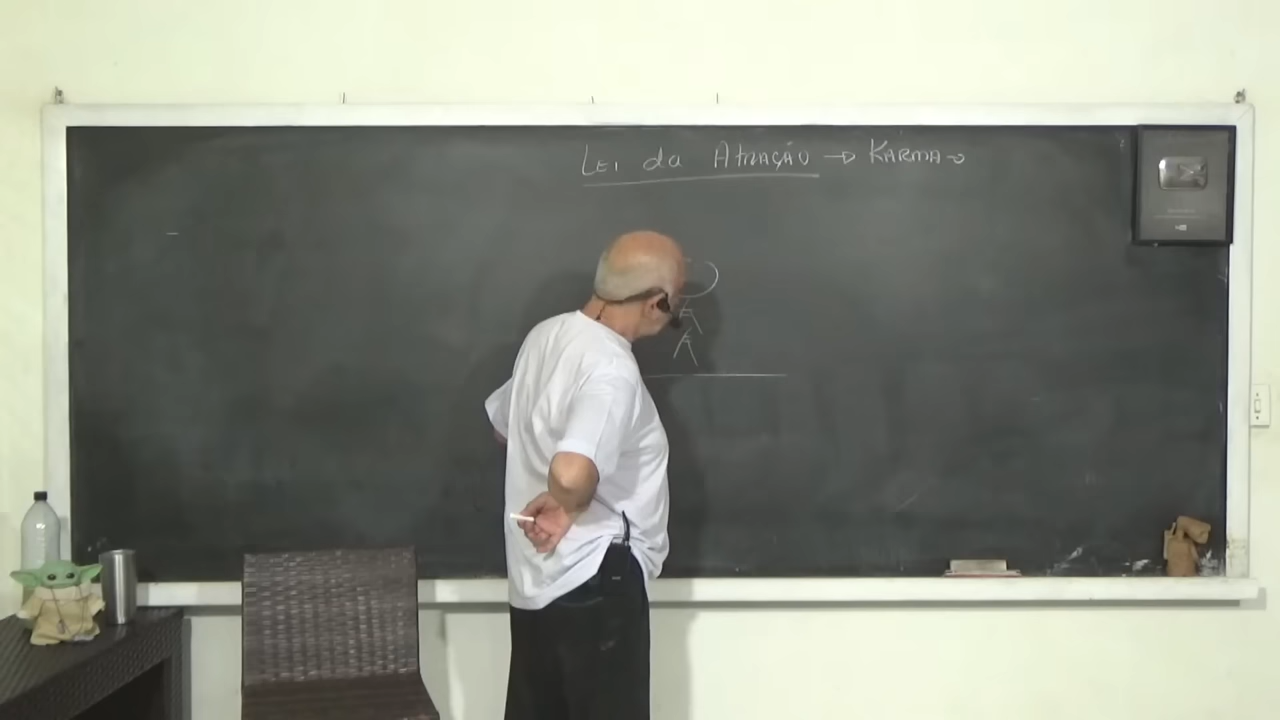 LEI da AtRAÇÃO → KARMA →